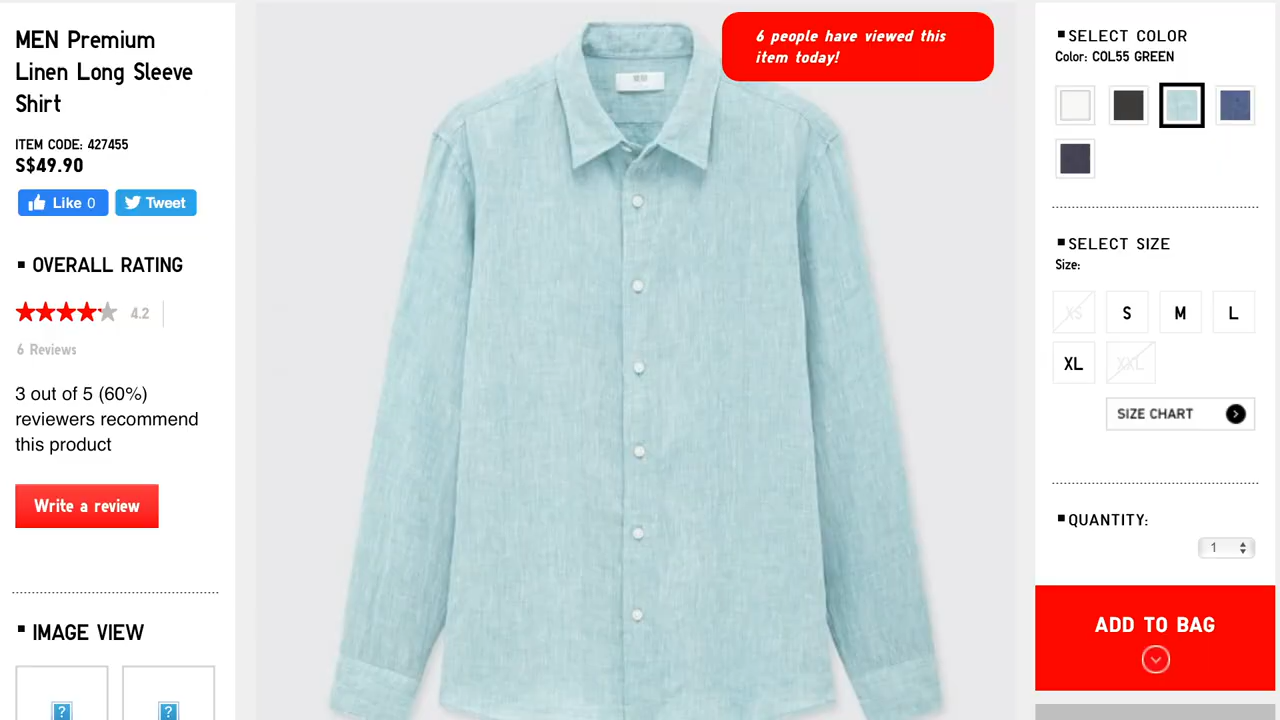 MEN Premium
Linen Long Sleeve
Shirt
ITEM CODE: 427455
S$49.90
Like 0
Tweet
OVERALL RATING
4.2
6 Reviews
3 out of 5 (60%)
reviewers recommend
this product
Write a review
IMAGE VIEW
6 people have viewed this
item today!
SELECT COLOR
Color: COL55 GREEN
SELECT SIZE
Size:
XS
S
M
L
XL
XXL
SIZE CHART
QUANTITY:
1
ADD TO BAG